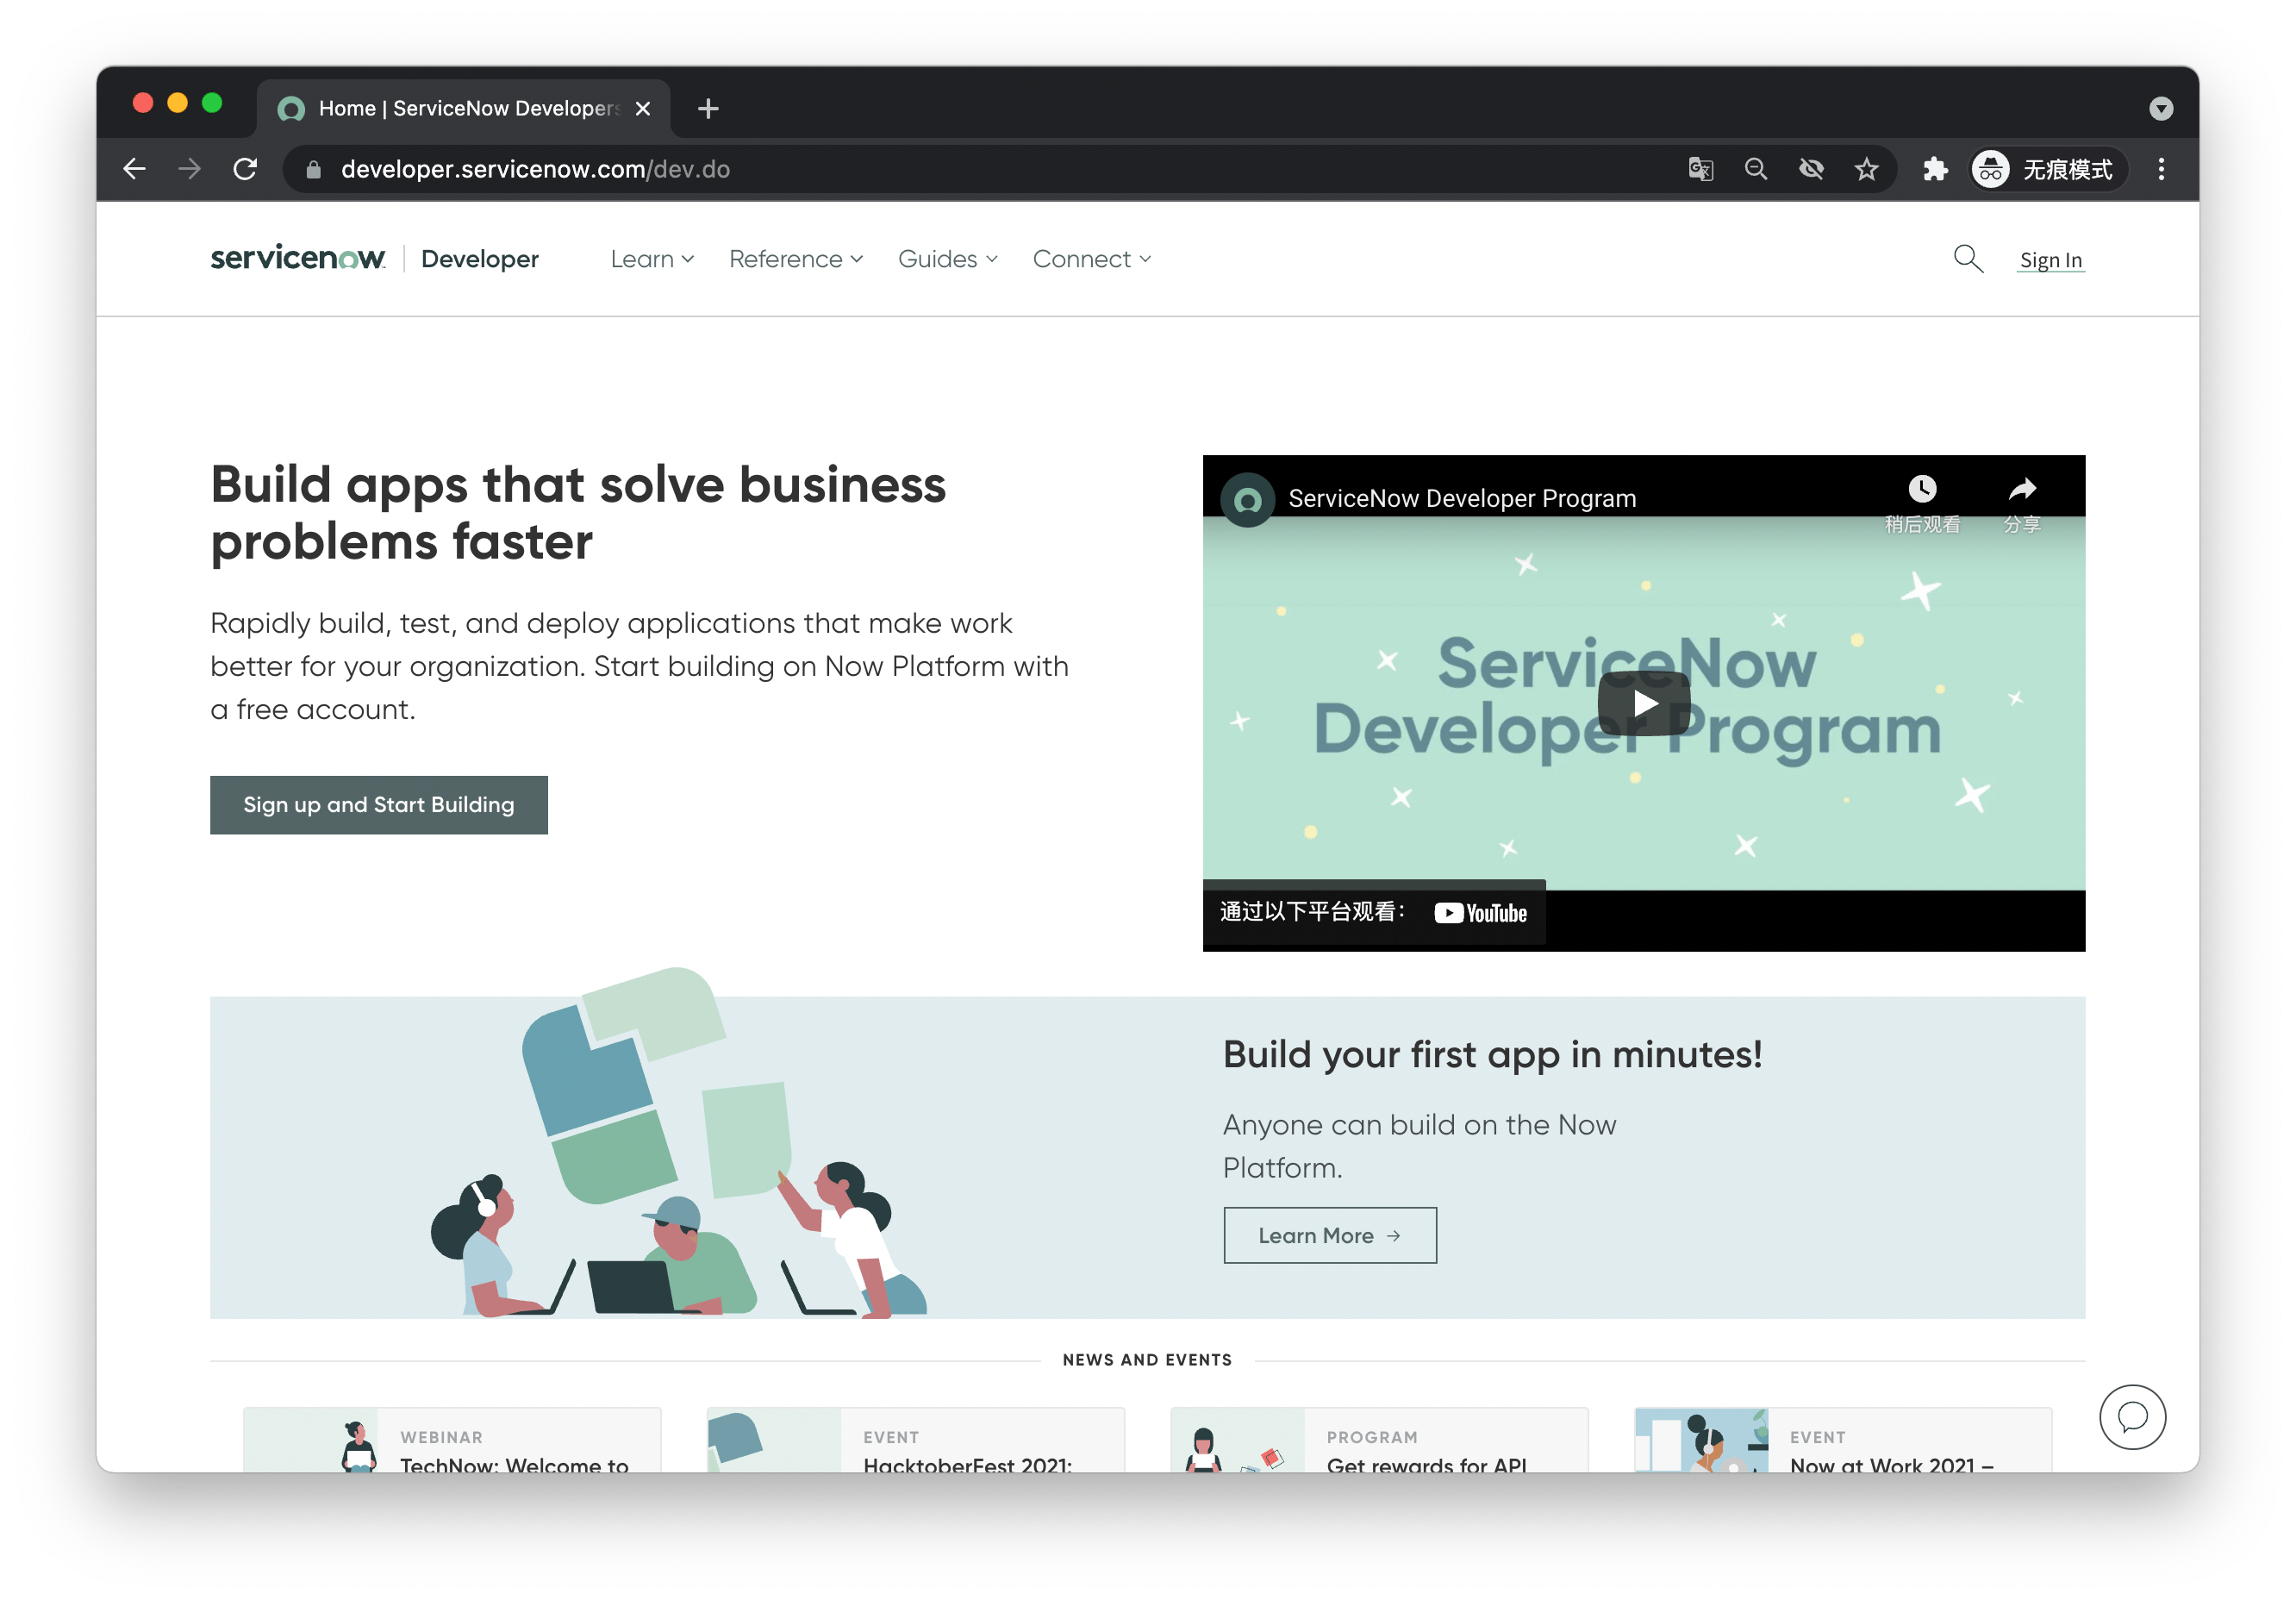 Home | ServiceNow Developers
developer.servicenow.com/dev.do
无痕模式
servicenow
Developer
Learn
Reference
Guides
Connect
Sign In
Build apps that solve business
problems faster
Rapidly build, test, and deploy applications that make work
better for your organization. Start building on Now Platform with
a free account.
Sign up and Start Building
ServiceNow Developer Program
稍后观看
分享
ServiceNow
Developer Program
通过以下平台观看：
YouTube
Build your first app in minutes!
Anyone can build on the Now
Platform.
Learn More →
NEWS AND EVENTS
WEBINAR
TechNow: Welcome to
EVENT
HacktoberFest 2021:
PROGRAM
Get rewards for API
EVENT
Now at Work 2021 –